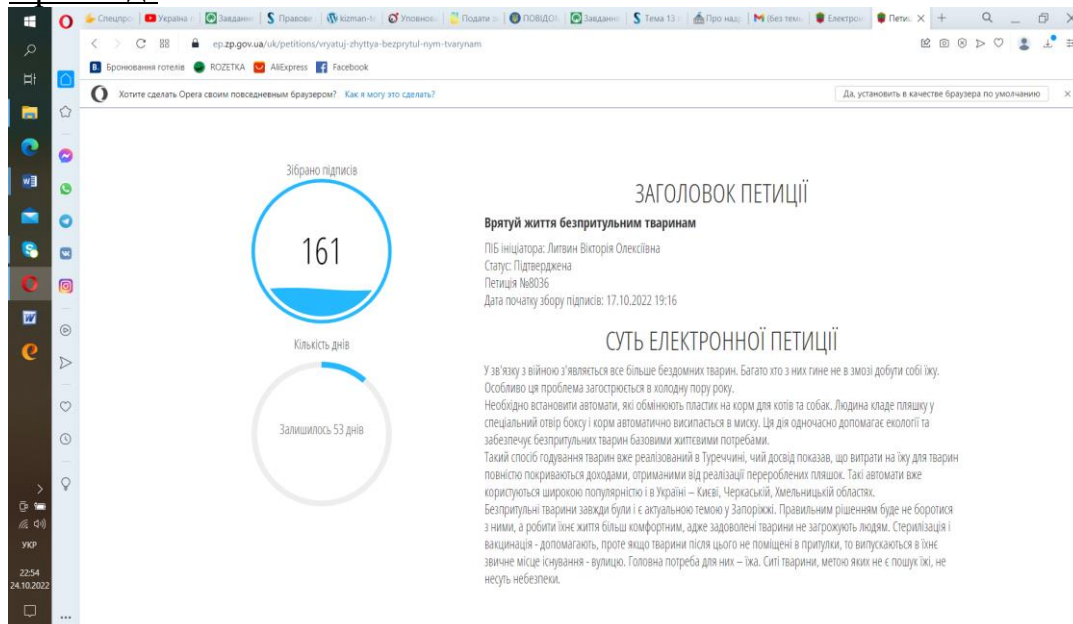 Спецпро
Україна
Завданн
Правові
kizman-t
Уповнов
Подати з
ПОВІДО
Завданн
Тема 13
Про над
(без тем
Електро
Пети
ep.zp.gov.ua/uk/petitions/vryatuj-zhyttya-bezprytul-nym-tvarynam
Бронювання готелів ROZETKA AliExpress Facebook
Хотите сделать Opera своим повседневным браузером? Как я могу это сделать?
Да, установить в качестве браузера по умолчанию
Зібрано підписів
161
Кількість днів
Залишилось 53 днів
ЗАГОЛОВОК ПЕТИЦІЇ
Врятуй життя безпритульним тваринам
ПІБ ініціатора: Литвин Вікторія Олексіївна
Статус: Підтверджена
Петиція №8036
Дата початку збору підписів: 17.10.2022 19:16
СУТЬ ЕЛЕКТРОННОЇ ПЕТИЦІЇ
У зв'язку з війною з'являється все більше бездомних тварин. Багато хто з них гине не в змозі добути собі їжу.
Особливо ця проблема загострюється в холодну пору року.
Необхідно встановити автомати, які обмінюють пластик на корм для котів та собак. Людина кладе пляшку у
спеціальний отвір боксу і корм автоматично висипається в миску. Ця дія одночасно допомагає екології та
забезпечує безпритульних тварин базовими життєвими потребами.
Такий спосіб годування тварин вже реалізований в Туреччині, чий досвід показав, що витрати на їжу для тварин
повністю покриваються доходами, отриманими від реалізації перероблених пляшок. Такі автомати вже
користуються широкою популярністю і в Україні – Києві, Черкаській, Хмельницькій областях.
Безпритульні тварини завжди були і є актуальною темою у Запоріжжі. Правильним рішенням буде не боротися
з ними, а робити їхнє життя більш комфортним, адже задоволені тварини не загрожують людям. Стерилізація і
вакцинація - допомагають, проте якщо тварини після цього не поміщені в притулки, то випускаються в їхнє
звичне місце існування - вулицю. Головна потреба для них – їжа. Ситі тварини, метою яких не є пошук їжі, не
несуть небезпеки.
УКР
22:54
24.10.2022